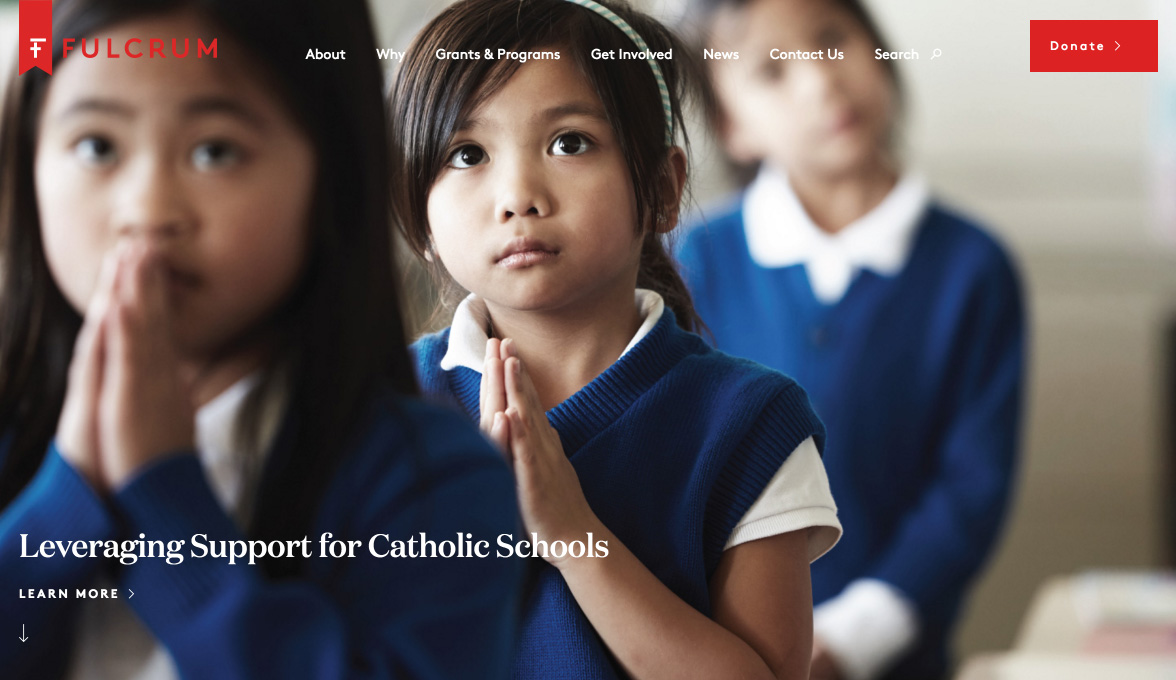 FULCRUM
About Why Grants & Programs Get Involved News Contact Us Search
Donate
Leveraging Support for Catholic Schools
LEARN MORE